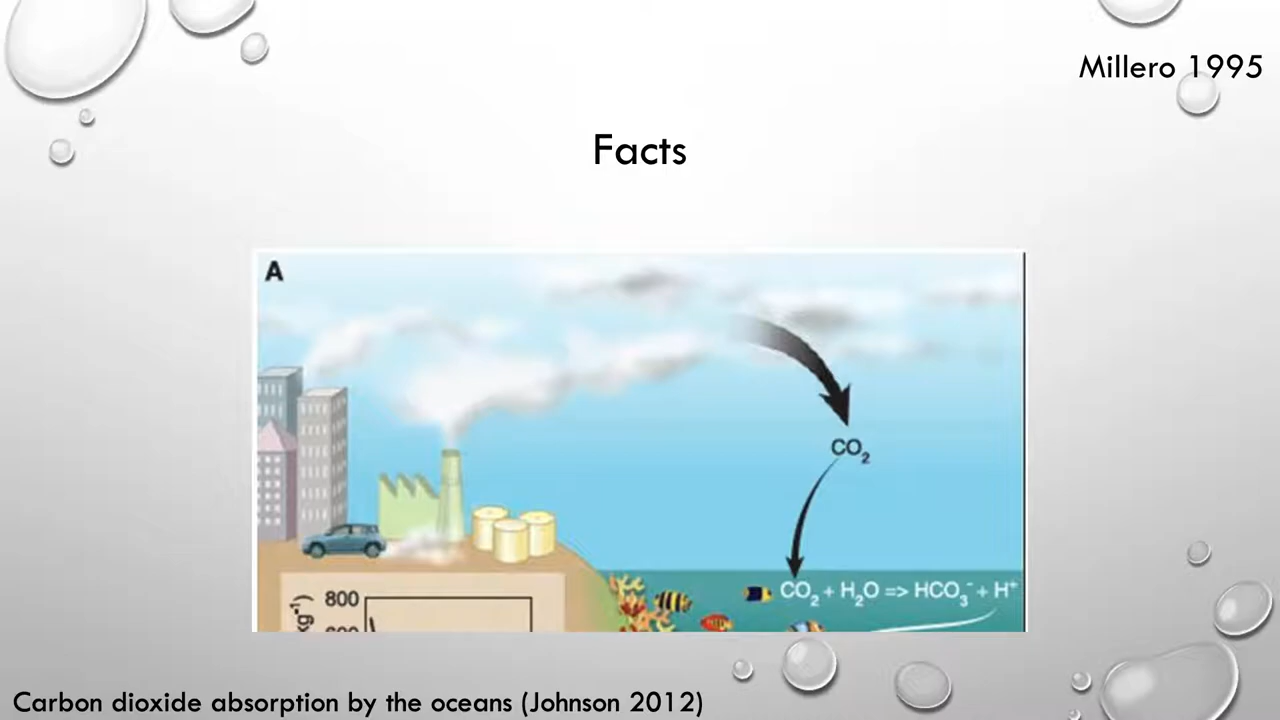 Millero 1995
Facts
A
CO₂
CO₂ + H₂O => HCO₃⁻ + H⁺
800
Carbon dioxide absorption by the oceans (Johnson 2012)